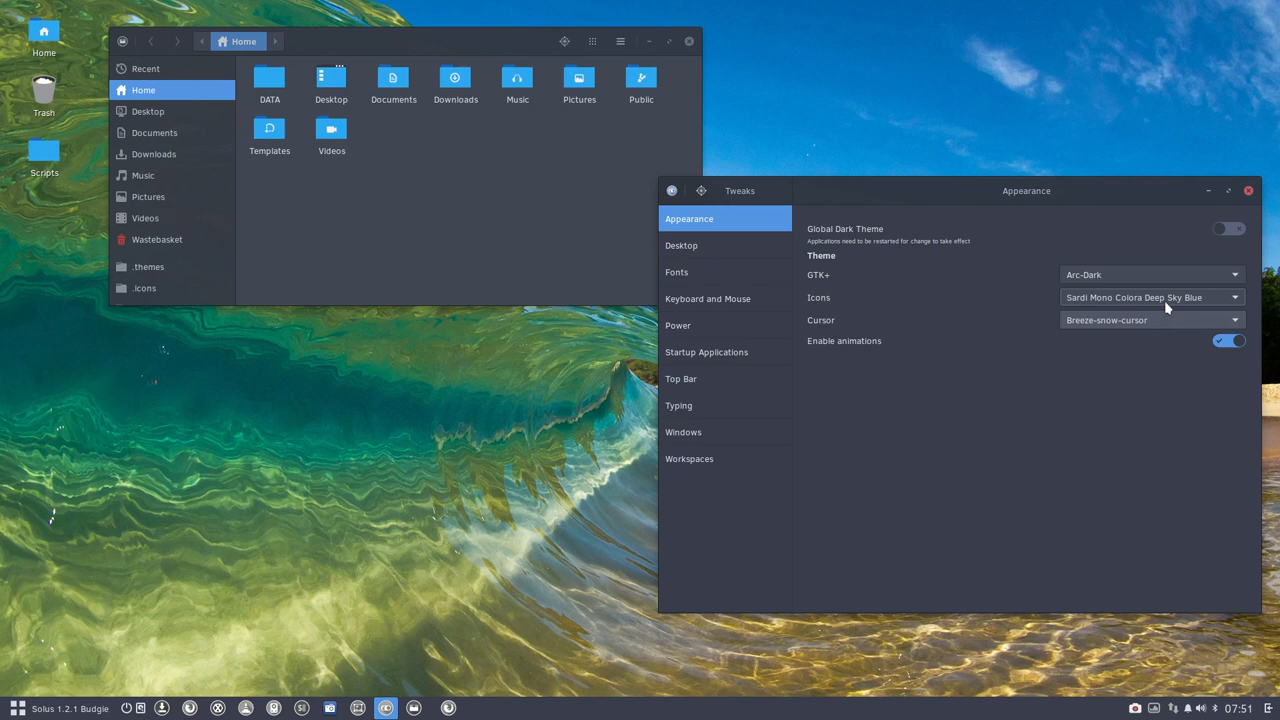 Home
Trash
Scripts
Home
Recent
Home
Desktop
Documents
Downloads
Music
Pictures
Videos
Wastebasket
.themes
.icons
DATA
Desktop
Documents
Downloads
Music
Pictures
Public
Templates
Videos
Tweaks
Appearance
Appearance
Desktop
Fonts
Keyboard and Mouse
Power
Startup Applications
Top Bar
Typing
Windows
Workspaces
Global Dark Theme
Applications need to be restarted for change to take effect
Theme
GTK+
Arc-Dark
Icons
Sardi Mono Colora Deep Sky Blue
Cursor
Breeze-snow-cursor
Enable animations
Solus 1.2.1 Budgie
07:51